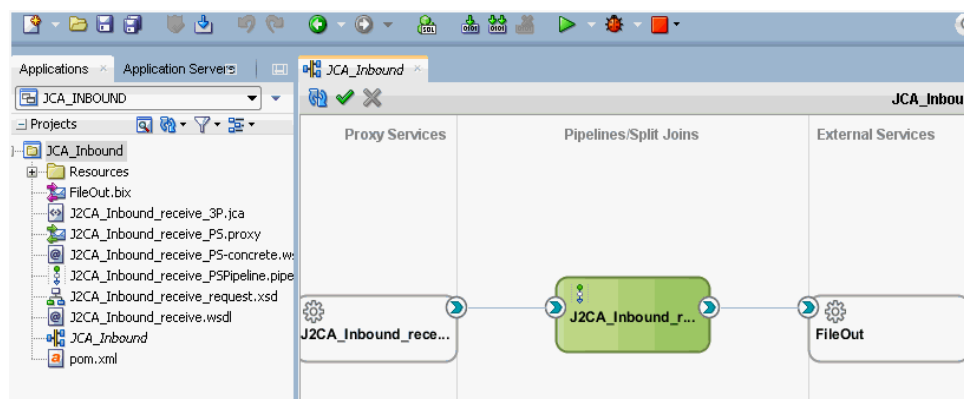 Applications
Application Servers
JCA_Inbound
JCA_INBOUND
JCA_Inbou
Projects
JCA_Inbound
Resources
FileOut.bix
J2CA_Inbound_receive_3P.jca
J2CA_Inbound_receive_PS.proxy
J2CA_Inbound_receive_PS-concrete.ws
J2CA_Inbound_receive_PSPipeline.pipe
J2CA_Inbound_receive_request.xsd
J2CA_Inbound_receive.wsdl
JCA_Inbound
pom.xml
Proxy Services
Pipelines/Split Joins
External Services
J2CA_Inbound_rece...
J2CA_Inbound_r...
FileOut